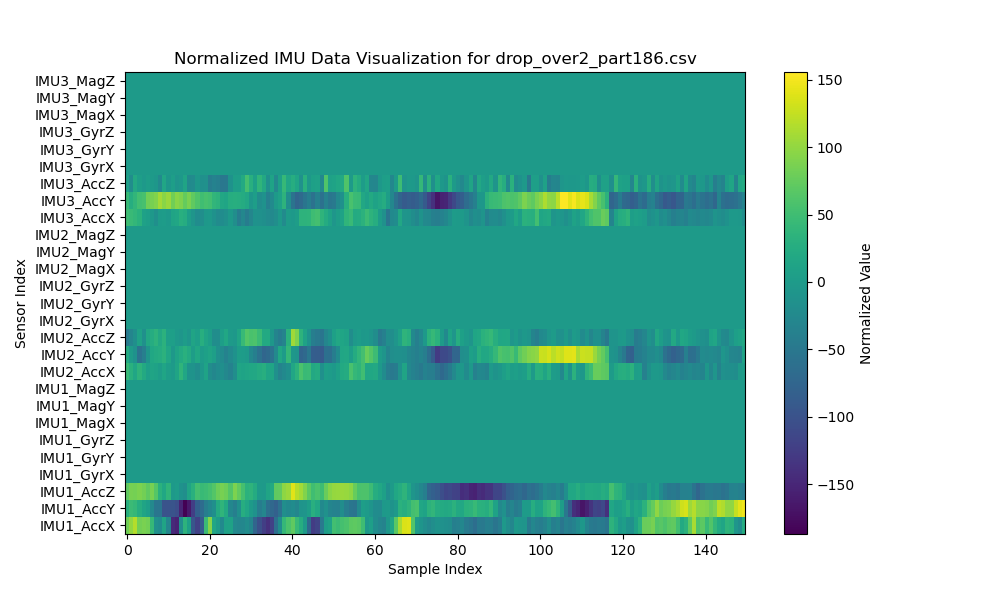 Normalized IMU Data Visualization for drop_over2_part186.csv
IMU3_MagZ
IMU3_MagY
IMU3_MagX
IMU3_GyrZ
IMU3_GyrY
IMU3_GyrX
IMU3_AccZ
IMU3_AccY
IMU3_AccX
IMU2_MagZ
IMU2_MagY
IMU2_MagX
IMU2_GyrZ
IMU2_GyrY
IMU2_GyrX
IMU2_AccZ
IMU2_AccY
IMU2_AccX
IMU1_MagZ
IMU1_MagY
IMU1_MagX
IMU1_GyrZ
IMU1_GyrY
IMU1_GyrX
IMU1_AccZ
IMU1_AccY
IMU1_AccX
Sensor Index
0 20 40 60 80 100 120 140
Sample Index
150
100
50
0
−50
−100
−150
Normalized Value